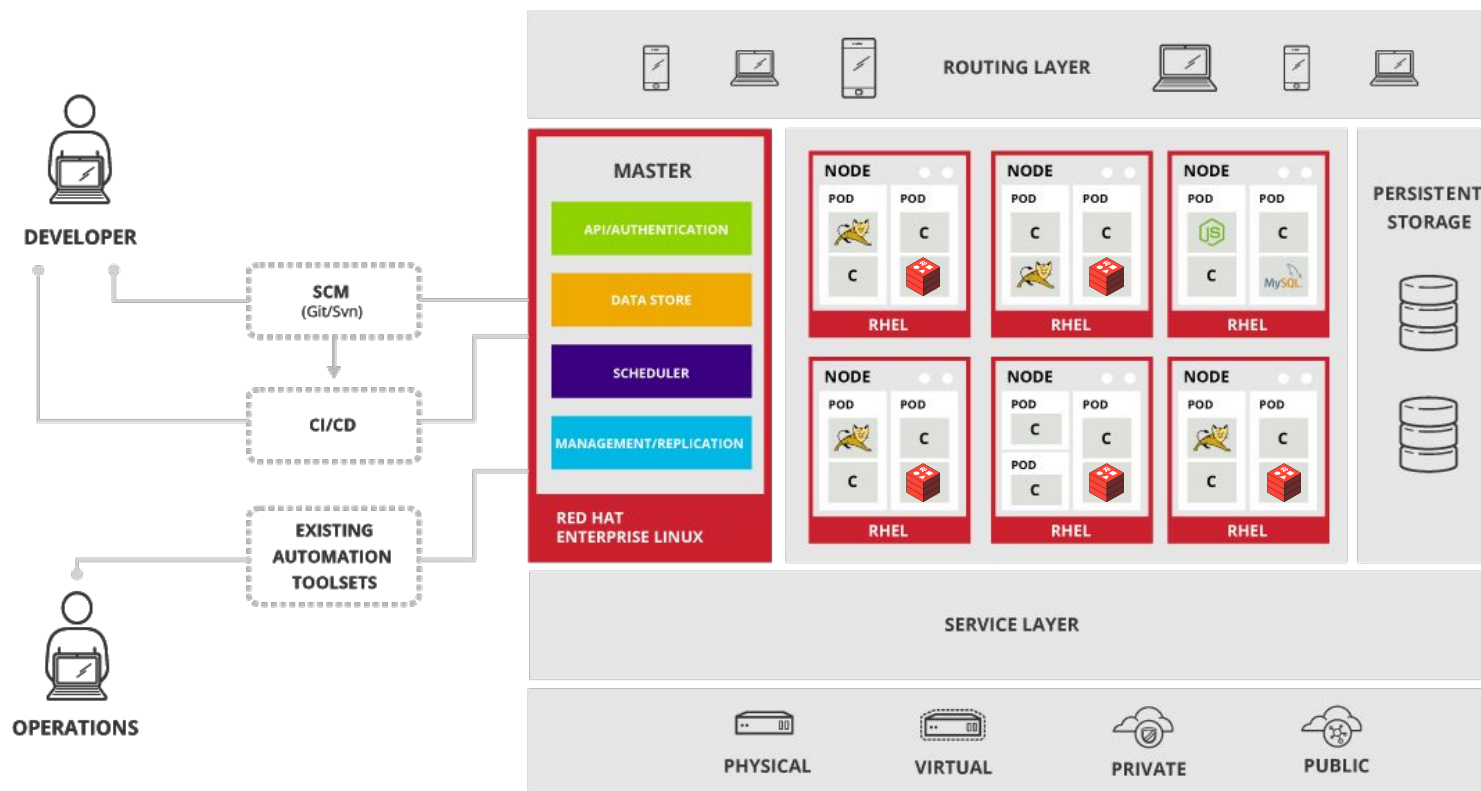 ROUTING LAYER
DEVELOPER
SCM
(Git/Svn)
CI/CD
EXISTING
AUTOMATION
TOOLSETS
OPERATIONS
MASTER
API/AUTHENTICATION
DATA STORE
SCHEDULER
MANAGEMENT/REPLICATION
RED HAT
ENTERPRISE LINUX
NODE
POD POD
C
C
RHEL
NODE
POD POD
C C
RHEL
NODE
POD POD
JS C
C MySQL
RHEL
NODE
POD POD
C
C
RHEL
NODE
POD POD
C C
POD
C
RHEL
NODE
POD POD
C
C
RHEL
PERSISTENT
STORAGE
SERVICE LAYER
PHYSICAL VIRTUAL PRIVATE PUBLIC